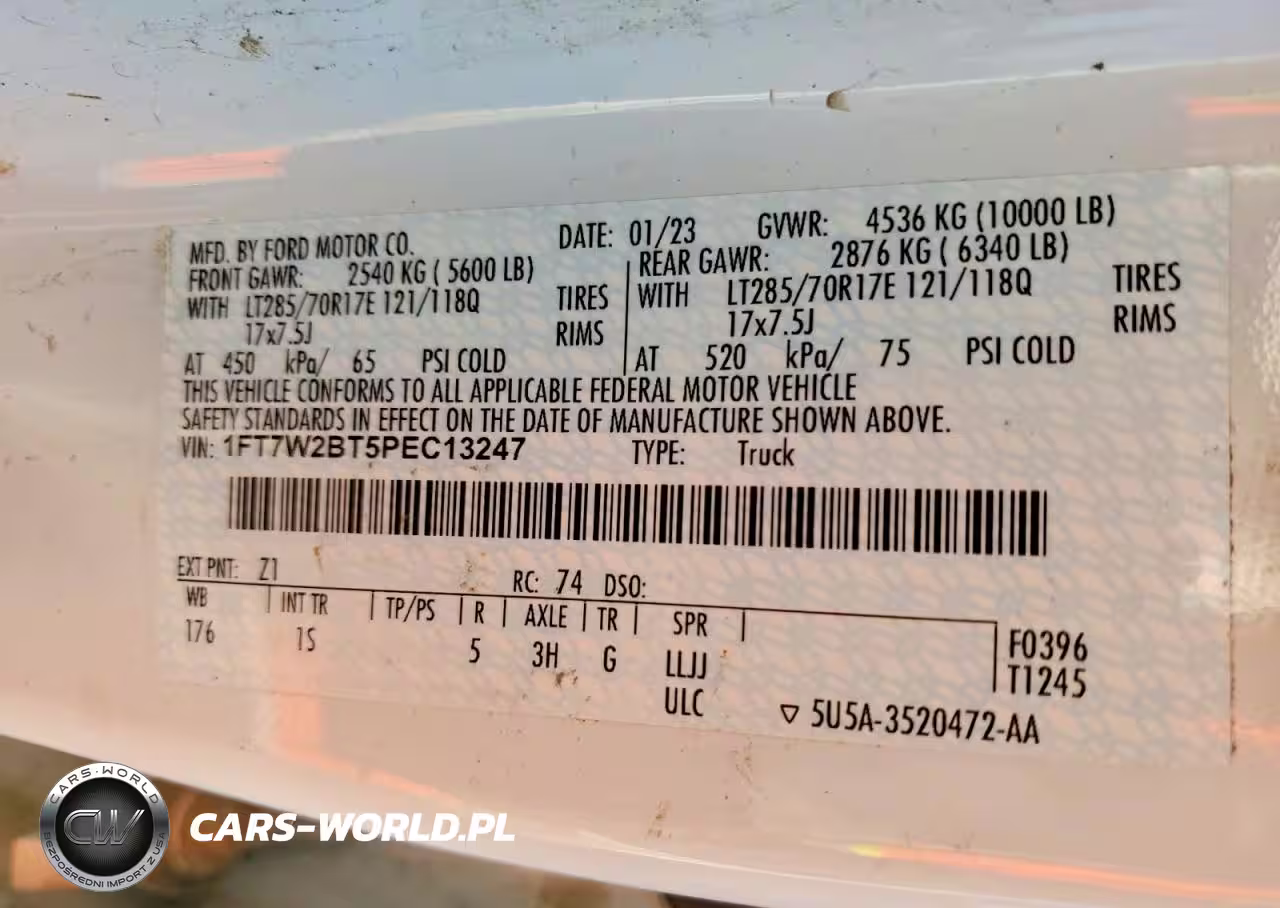 MFD. BY FORD MOTOR CO. DATE: 01/23 GVWR: 4536 KG (10000 LB)
FRONT GAWR: 2540 KG ( 5600 LB) REAR GAWR: 2876 KG ( 6340 LB)
WITH LT285/70R17E 121/118Q TIRES WITH LT285/70R17E 121/118Q TIRES
17x7.5J RIMS 17x7.5J RIMS
AT 450 kPa/ 65 PSI COLD AT 520 kPa/ 75 PSI COLD
THIS VEHICLE CONFORMS TO ALL APPLICABLE FEDERAL MOTOR VEHICLE
SAFETY STANDARDS IN EFFECT ON THE DATE OF MANUFACTURE SHOWN ABOVE.
VIN: 1FT7W2BT5PEC13247 TYPE: Truck
EXT PNT: Z1 RC: 74 DSO:
WB INT TR TP/PS R AXLE TR SPR
176 1S 5 3H G LLJJ F0396
ULC T1245
▽ 5U5A-3520472-AA
CARS-WORLD
CW
BEZPOŚREDNI IMPORT Z USA
CARS-WORLD.PL